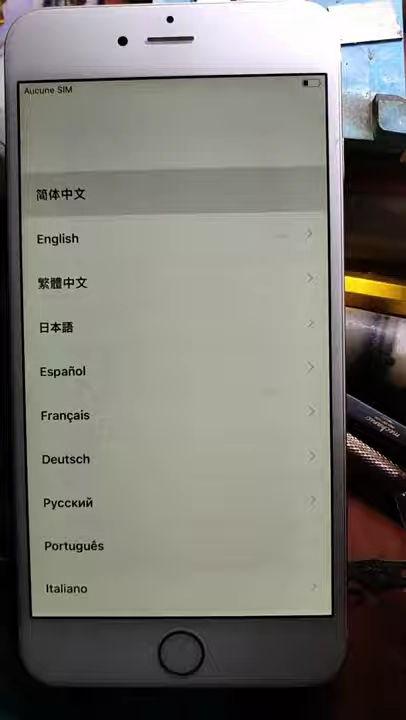 Aucune SIM
简体中文
English
繁體中文
日本語
Español
Français
Deutsch
Русский
Português
Italiano
mechanic